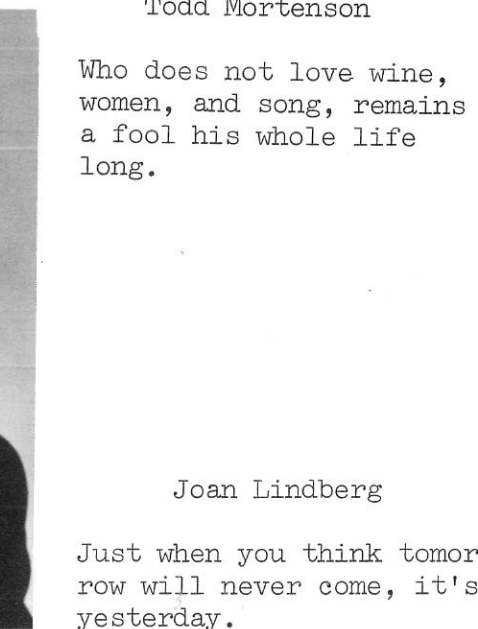 Todd Mortenson
Who does not love wine,
women, and song, remains
a fool his whole life
long.
Joan Lindberg
Just when you think tomor
row will never come, it's
yesterday.